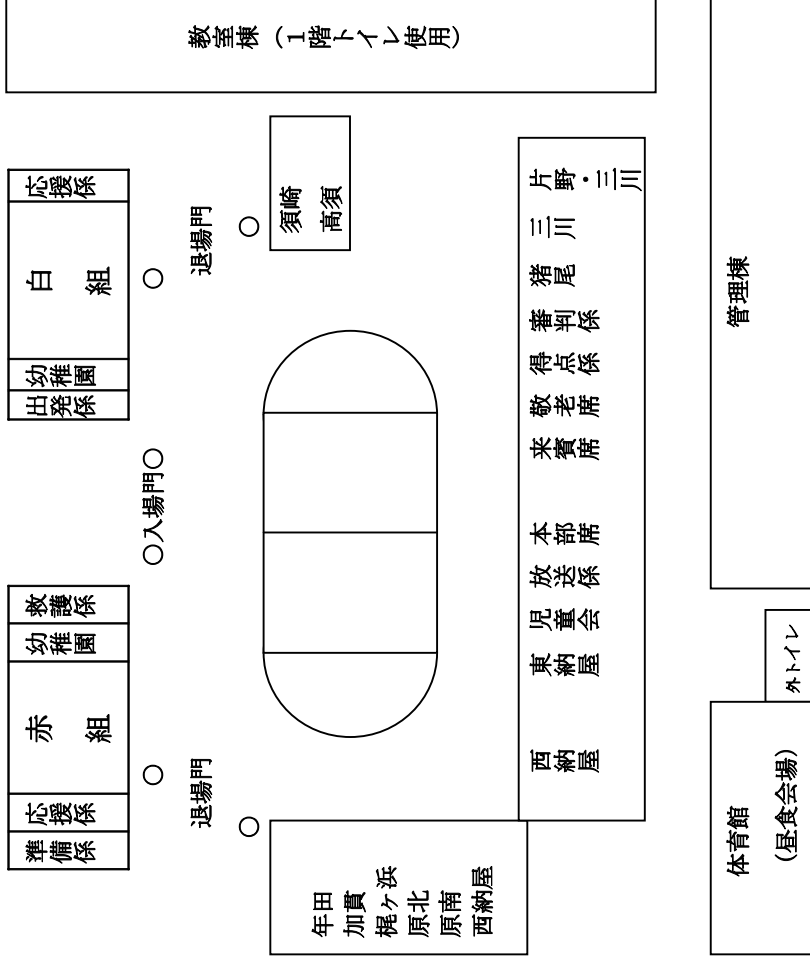 教室棟（１階トイレ使用）
応援係
白組
幼稚園
出発係
退場門
須崎
高須
○入場門○
救護係
幼稚園
赤組
応援係
準備係
退場門
片野・三川
三川
猪尾
審判係
得点係
敬老席
来賓席
本部席
放送係
児童会
東納屋
西納屋
年田
加貫
梶ヶ浜
原北
原南
西納屋
管理棟
外トイレ
体育館
（昼食会場）